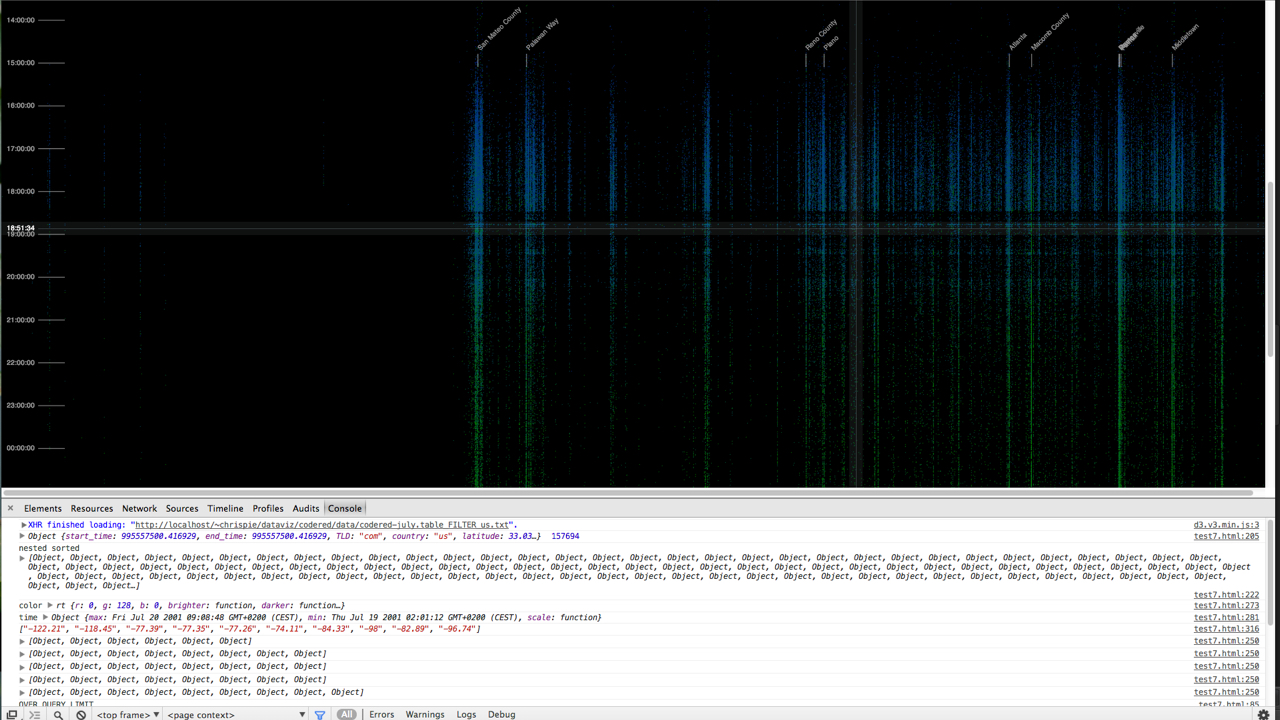 14:00:00
San Mateo County
Palawan Way
Reno County
Plano
Atlanta
Macomb County
Middletown
15:00:00
16:00:00
17:00:00
18:00:00
18:51:34
19:00:00
20:00:00
21:00:00
22:00:00
23:00:00
00:00:00
× Elements Resources Network Sources Timeline Profiles Audits Console
▶XHR finished loading: "http://localhost/~chrispie/dataviz/codered/data/codered-july.table FILTER us.txt". d3.v3.min.js:3
▶ Object {start_time: 995557500.416929, end_time: 995557500.416929, TLD: "com", country: "us", latitude: 33.03…} 157694 test7.html:205
nested sorted
▶ [Object, Object, Object, Object, Object, Object, Object, Object, Object, Object, Object, Object, Object, Object, Object, Object, Object, Object, Object, Object, Object, Object, Object, Object, Object, Object, Object, Object, Object, Object, Object, Object,
Object, Object, Object, Object, Object, Object, Object, Object, Object, Object, Object, Object, Object, Object, Object, Object, Object, Object, Object, Object, Object, Object, Object, Object, Object, Object, Object, Object, Object, Object, Object, Object
, Object, Object, Object, Object, Object, Object, Object, Object, Object, Object, Object, Object, Object, Object, Object, Object, Object, Object, Object, Object, Object, Object, Object, Object, Object, Object, Object, Object, Object, Object, Object,
Object, Object, Object…]
test7.html:222
color ▶ rt {r: 0, g: 128, b: 0, brighter: function, darker: function…} test7.html:273
time ▶ Object {max: Fri Jul 20 2001 09:08:48 GMT+0200 (CEST), min: Thu Jul 19 2001 02:01:12 GMT+0200 (CEST), scale: function} test7.html:281
["-122.21", "-118.45", "-77.39", "-77.35", "-77.26", "-74.11", "-84.33", "-98", "-82.89", "-96.74"] test7.html:316
▶ [Object, Object, Object, Object, Object, Object] test7.html:250
▶ [Object, Object, Object, Object, Object, Object, Object, Object] test7.html:250
▶ [Object, Object, Object, Object, Object, Object, Object, Object] test7.html:250
▶ [Object, Object, Object, Object, Object, Object, Object, Object] test7.html:250
▶ [Object, Object, Object, Object, Object, Object, Object, Object, Object] test7.html:250
OVER QUERY LIMIT test7.html:85
<top frame> ▼ <page context> ▼ All Errors Warnings Logs Debug